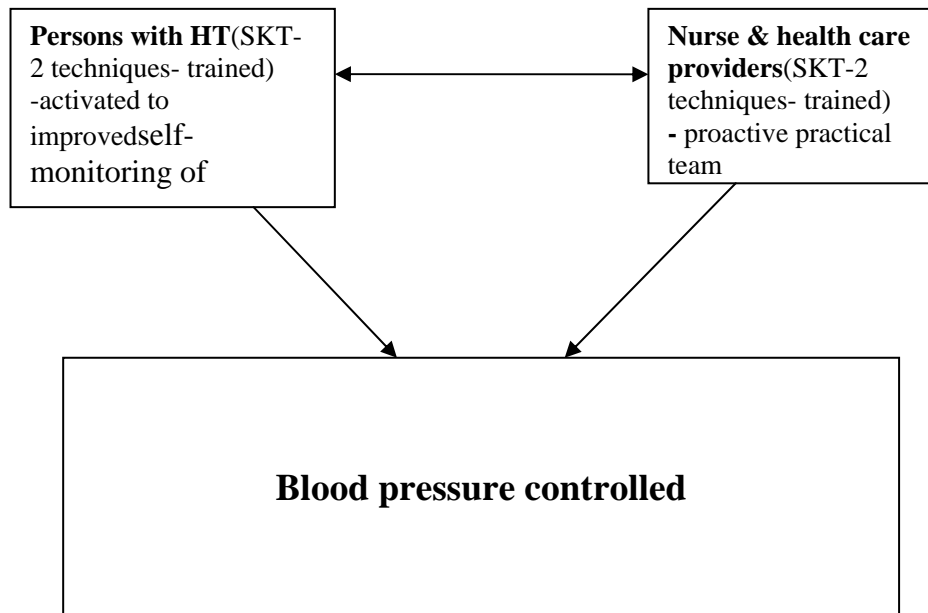 Persons with HT(SKT-
2 techniques- trained)
-activated to
improvedself-
monitoring of
Nurse & health care
providers(SKT-2
techniques- trained)
- proactive practical
team
Blood pressure controlled